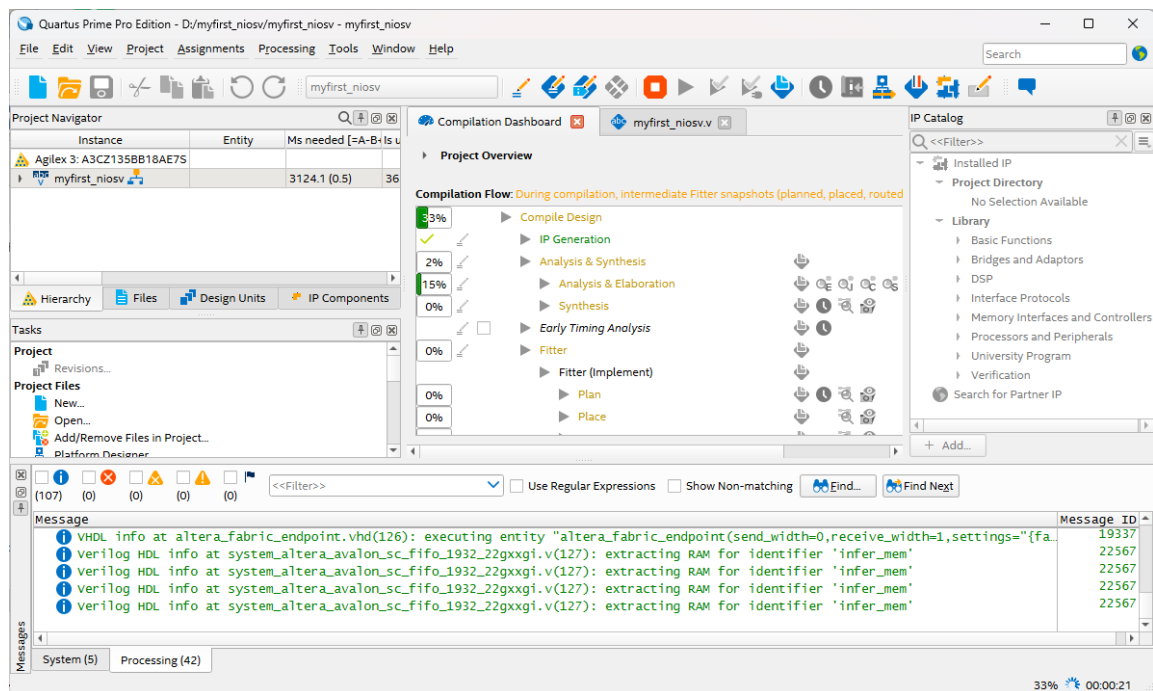 Quartus Prime Pro Edition - D:/myfirst_niosv/myfirst_niosv - myfirst_niosv
File Edit View Project Assignments Processing Tools Window Help
Search
myfirst_niosv
Project Navigator
Instance Entity Ms needed [=A-B+ Is u
Agilex 3: A3CZ135BB18AE7S
myfirst_niosv 3124.1 (0.5) 36
Hierarchy Files Design Units IP Components
Tasks
Project
Revisions...
Project Files
New...
Open...
Add/Remove Files in Project...
Platform Designer
Compilation Dashboard myfirst_niosv.v
Project Overview
Compilation Flow: During compilation, intermediate Fitter snapshots (planned, placed, routed
33% Compile Design
IP Generation
2% Analysis & Synthesis
15% Analysis & Elaboration
0% Synthesis
Early Timing Analysis
0% Fitter
Fitter (Implement)
0% Plan
0% Place
IP Catalog
<<Filter>>
Installed IP
Project Directory
No Selection Available
Library
Basic Functions
Bridges and Adaptors
DSP
Interface Protocols
Memory Interfaces and Controllers
Processors and Peripherals
University Program
Verification
Search for Partner IP
+ Add...
(107) (0) (0) (0) (0)
<<Filter>> Use Regular Expressions Show Non-matching Find... Find Next
Message Message ID
VHDL info at altera_fabric_endpoint.vhd(126): executing entity "altera_fabric_endpoint(send_width=0,receive_width=1,settings="{fa... 19337
Verilog HDL info at system_altera_avalon_sc_fifo_1932_22gxxgi.v(127): extracting RAM for identifier 'infer_mem' 22567
Verilog HDL info at system_altera_avalon_sc_fifo_1932_22gxxgi.v(127): extracting RAM for identifier 'infer_mem' 22567
Verilog HDL info at system_altera_avalon_sc_fifo_1932_22gxxgi.v(127): extracting RAM for identifier 'infer_mem' 22567
Verilog HDL info at system_altera_avalon_sc_fifo_1932_22gxxgi.v(127): extracting RAM for identifier 'infer_mem' 22567
Messages
System (5) Processing (42)
33% 00:00:21